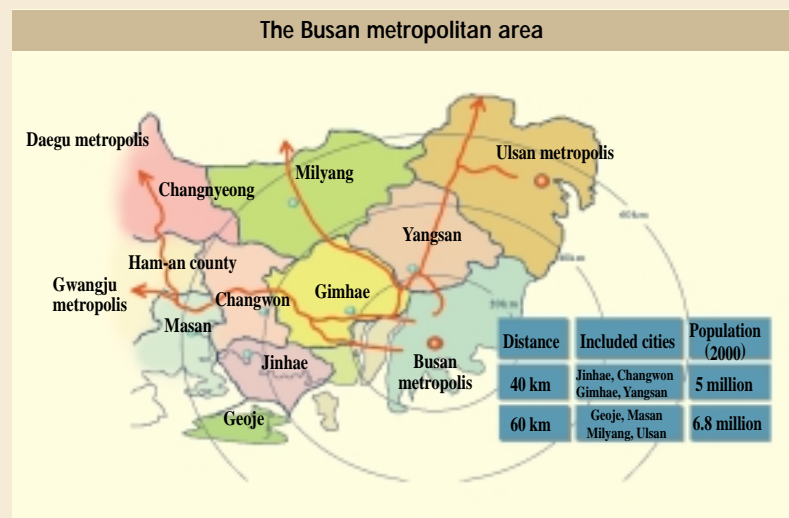 The Busan metropolitan area
Daegu metropolis
Ulsan metropolis
Milyang
Changnyeong
60km
Yangsan
Ham-an county
Gwangju
metropolis
Changwon
Gimhae
Masan
Jinhae
Busan
metropolis
Geoje
Distance Included cities Population
(2000)
40 km Jinhae, Changwon
Gimhae, Yangsan 5 million
60 km Geoje, Masan
Milyang, Ulsan 6.8 million